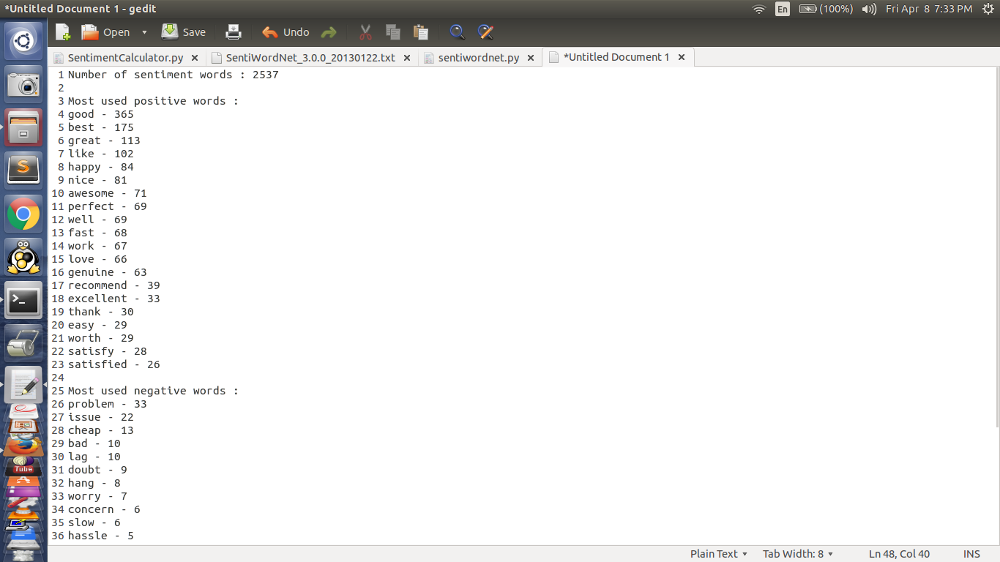 *Untitled Document 1 - gedit
En (100%) Fri Apr 8 7:33 PM
Open Save Undo
SentimentCalculator.py × SentiWordNet_3.0.0_20130122.txt × sentiwordnet.py × *Untitled Document 1 ×
1 Number of sentiment words : 2537
2
3 Most used positive words :
4 good - 365
5 best - 175
6 great - 113
7 like - 102
8 happy - 84
9 nice - 81
10 awesome - 71
11 perfect - 69
12 well - 69
13 fast - 68
14 work - 67
15 love - 66
16 genuine - 63
17 recommend - 39
18 excellent - 33
19 thank - 30
20 easy - 29
21 worth - 29
22 satisfy - 28
23 satisfied - 26
24
25 Most used negative words :
26 problem - 33
27 issue - 22
28 cheap - 13
29 bad - 10
30 lag - 10
31 doubt - 9
32 hang - 8
33 worry - 7
34 concern - 6
35 slow - 6
36 hassle - 5
S
>_
Tube
Plain Text Tab Width: 8 Ln 48, Col 40 INS